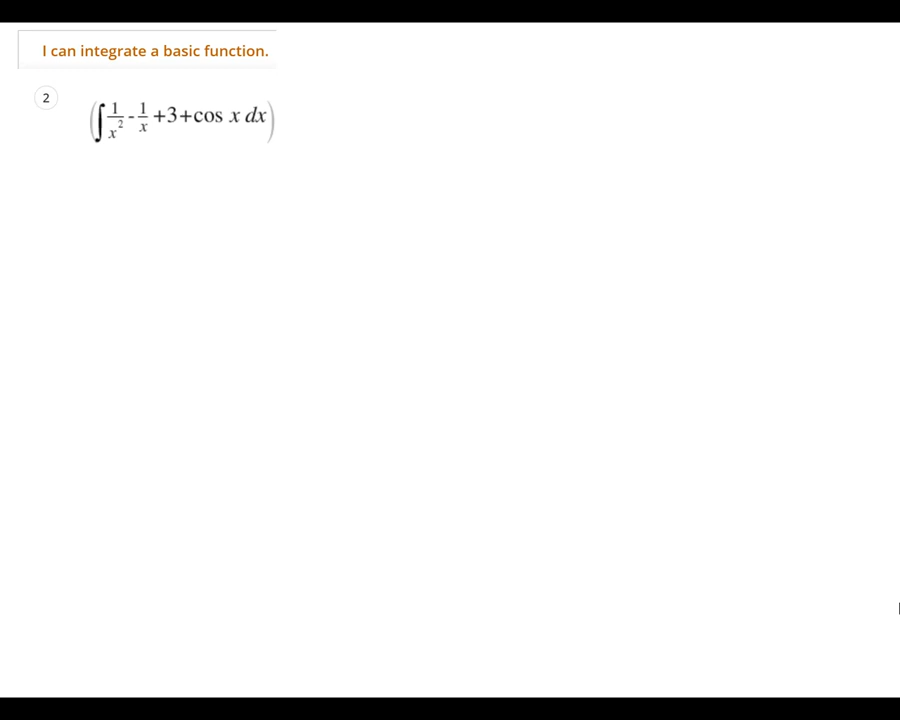 I can integrate a basic function.
2
(∫ 1/x² - 1/x +3+cos x dx)